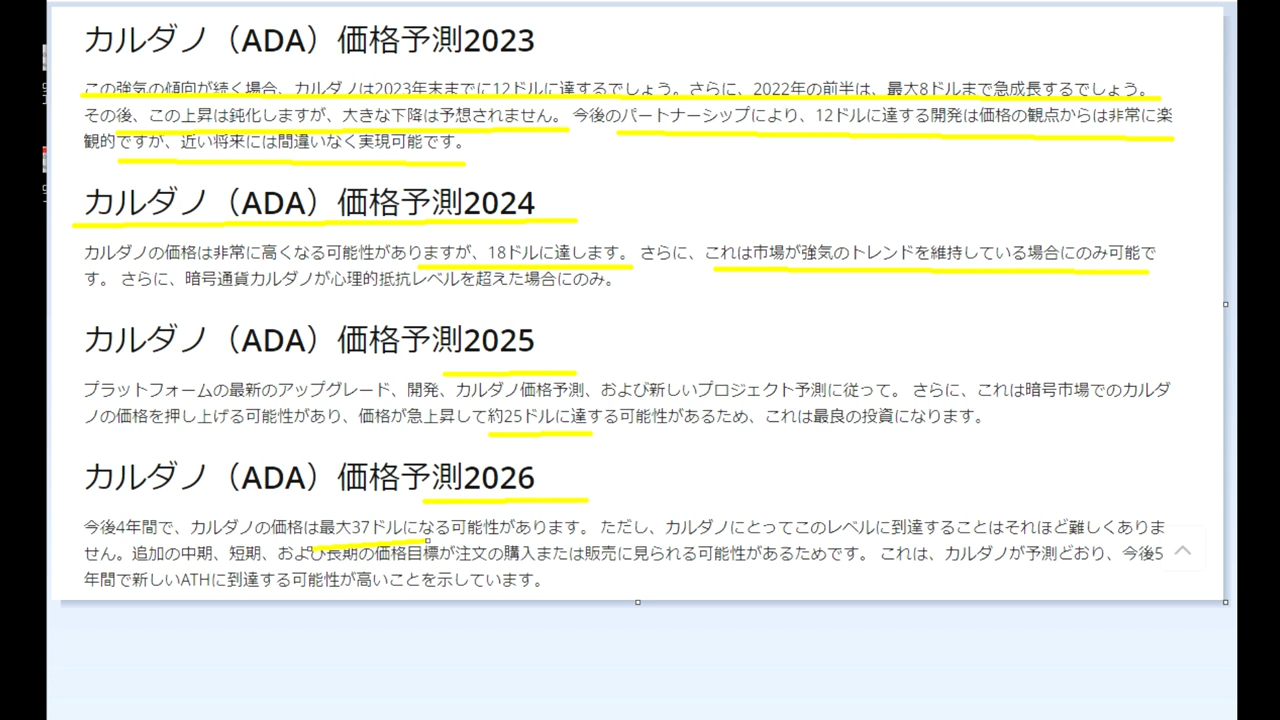 カルダノ（ADA）価格予測2023
この強気の傾向が続く場合、カルダノは2023年末までに12ドルに達するでしょう。さらに、2022年の前半は、最大8ドルまで急成長するでしょう。
その後、この上昇は鈍化しますが、大きな下降は予想されません。 今後のパートナーシップにより、12ドルに達する開発は価格の観点からは非常に楽
観的ですが、近い将来には間違いなく実現可能です。
カルダノ（ADA）価格予測2024
カルダノの価格は非常に高くなる可能性がありますが、18ドルに達します。 さらに、これは市場が強気のトレンドを維持している場合にのみ可能で
す。 さらに、暗号通貨カルダノが心理的抵抗レベルを超えた場合にのみ。
カルダノ（ADA）価格予測2025
プラットフォームの最新のアップグレード、開発、カルダノ価格予測、および新しいプロジェクト予測に従って。 さらに、これは暗号市場でのカルダ
ノの価格を押し上げる可能性があり、価格が急上昇して約25ドルに達する可能性があるため、これは最良の投資になります。
カルダノ（ADA）価格予測2026
今後4年間で、カルダノの価格は最大37ドルになる可能性があります。 ただし、カルダノにとってこのレベルに到達することはそれほど難しくありま
せん。追加の中期、短期、および長期の価格目標が注文の購入または販売に見られる可能性があるためです。 これは、カルダノが予測どおり、今後5
年間で新しいATHに到達する可能性が高いことを示しています。